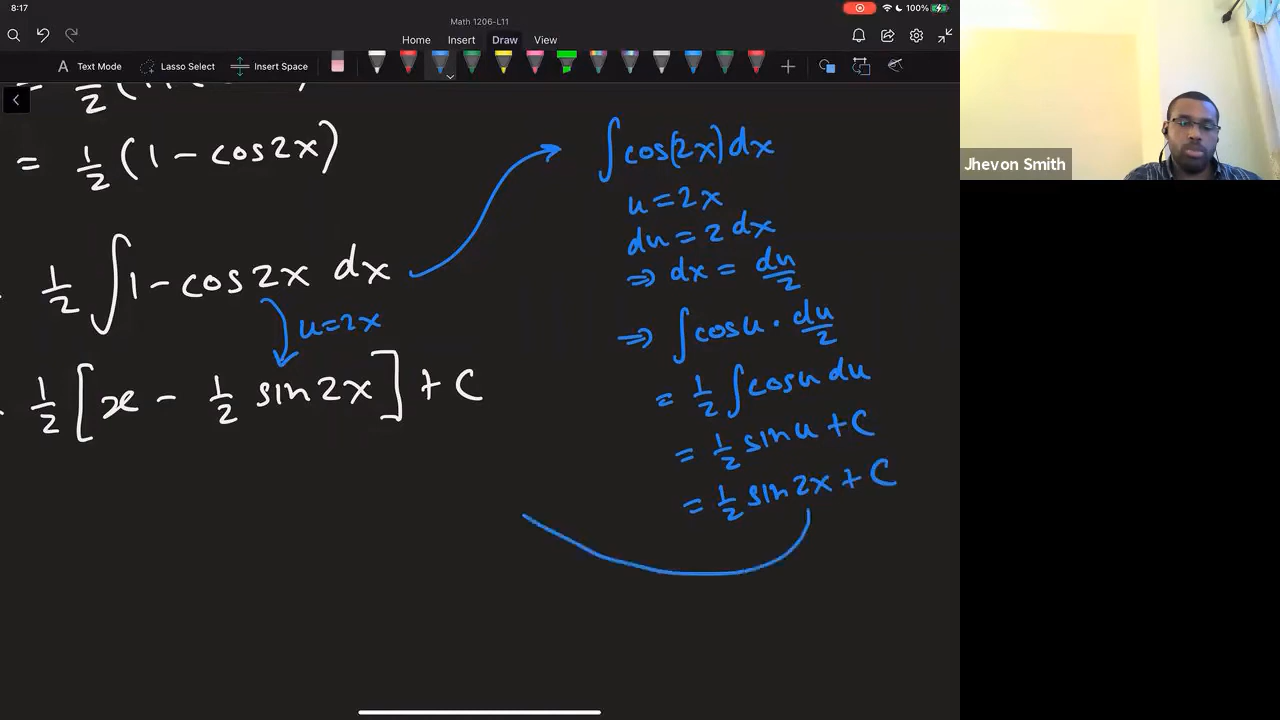 8:17
100%
Math 1206-L11
Home Insert Draw View
Text Mode Lasso Select Insert Space
= 1/2 (1 - cos2x)
1/2 ∫ 1 - cos2x dx
u=2x
1/2 [x - 1/2 sin2x] + C
∫ cos(2x) dx
u = 2x
du = 2 dx
⇒ dx = du/2
⇒ ∫ cosu · du/2
= 1/2 ∫ cosu du
= 1/2 sinu + C
= 1/2 sin2x + C
Jhevon Smith